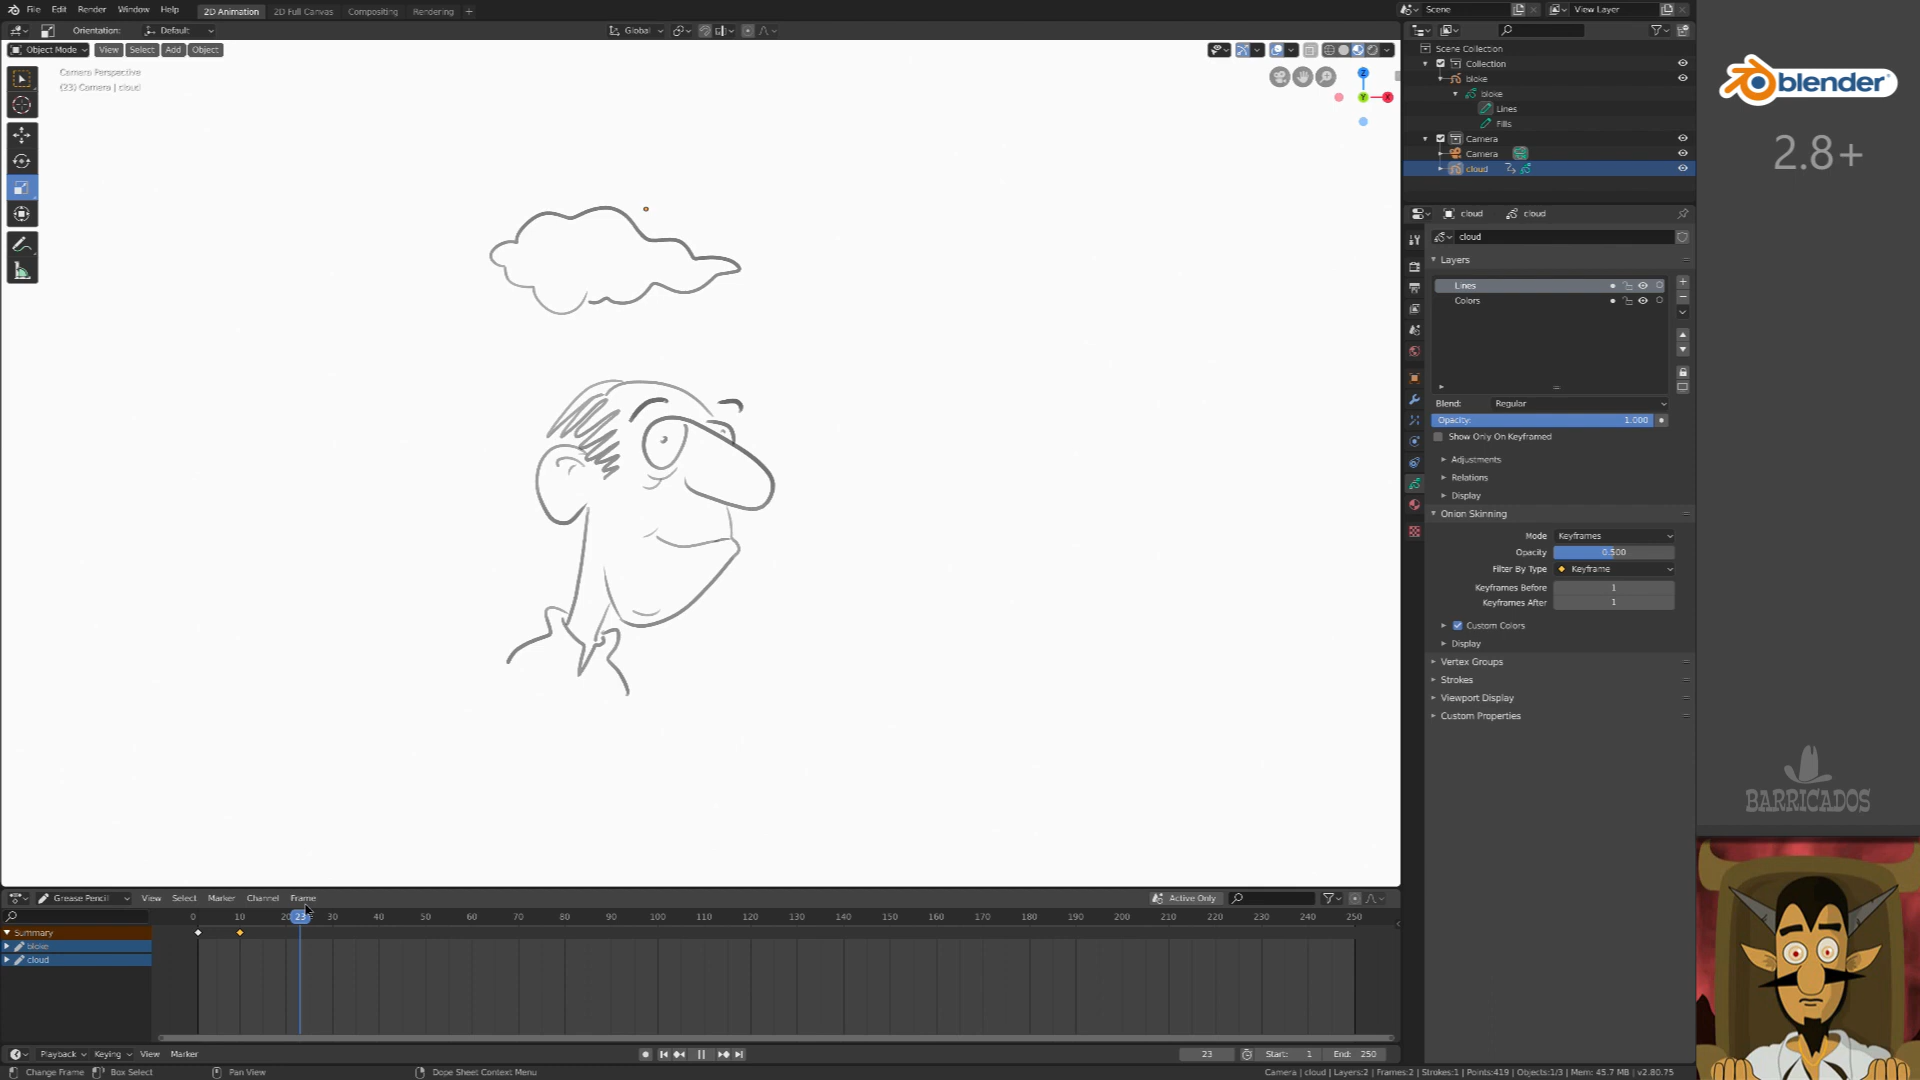 File Edit Render Window Help 2D Animation 2D Full Canvas Compositing Rendering + Scene View Layer
Orientation: Default Global
Object Mode View Select Add Object
Camera Perspective
(23) Camera | cloud
Z
Y X
Scene Collection
Collection
bloke
bloke
Lines
Fills
Camera
Camera
cloud
cloud cloud
cloud
Layers
Lines
Colors
Blend: Regular
Opacity: 1.000
Show Only On Keyframed
Adjustments
Relations
Display
Onion Skinning
Mode Keyframes
Opacity 0.500
Filter By Type Keyframe
Keyframes Before 1
Keyframes After 1
Custom Colors
Display
Vertex Groups
Strokes
Viewport Display
Custom Properties
blender
2.8+
BARRICADOS
Grease Pencil View Select Marker Channel Frame Active Only
0 10 20 23 30 40 50 60 70 80 90 100 110 120 130 140 150 160 170 180 190 200 210 220 230 240 250
Summary
bloke
cloud
Playback Keying View Marker 23 Start: 1 End: 250
Change Frame Box Select Pan View Dope Sheet Context Menu Camera | cloud | Layers:2 | Frames:2 | Strokes:1 | Points:419 | Objects:1/3 | Mem: 45.7 MB | v2.80.75